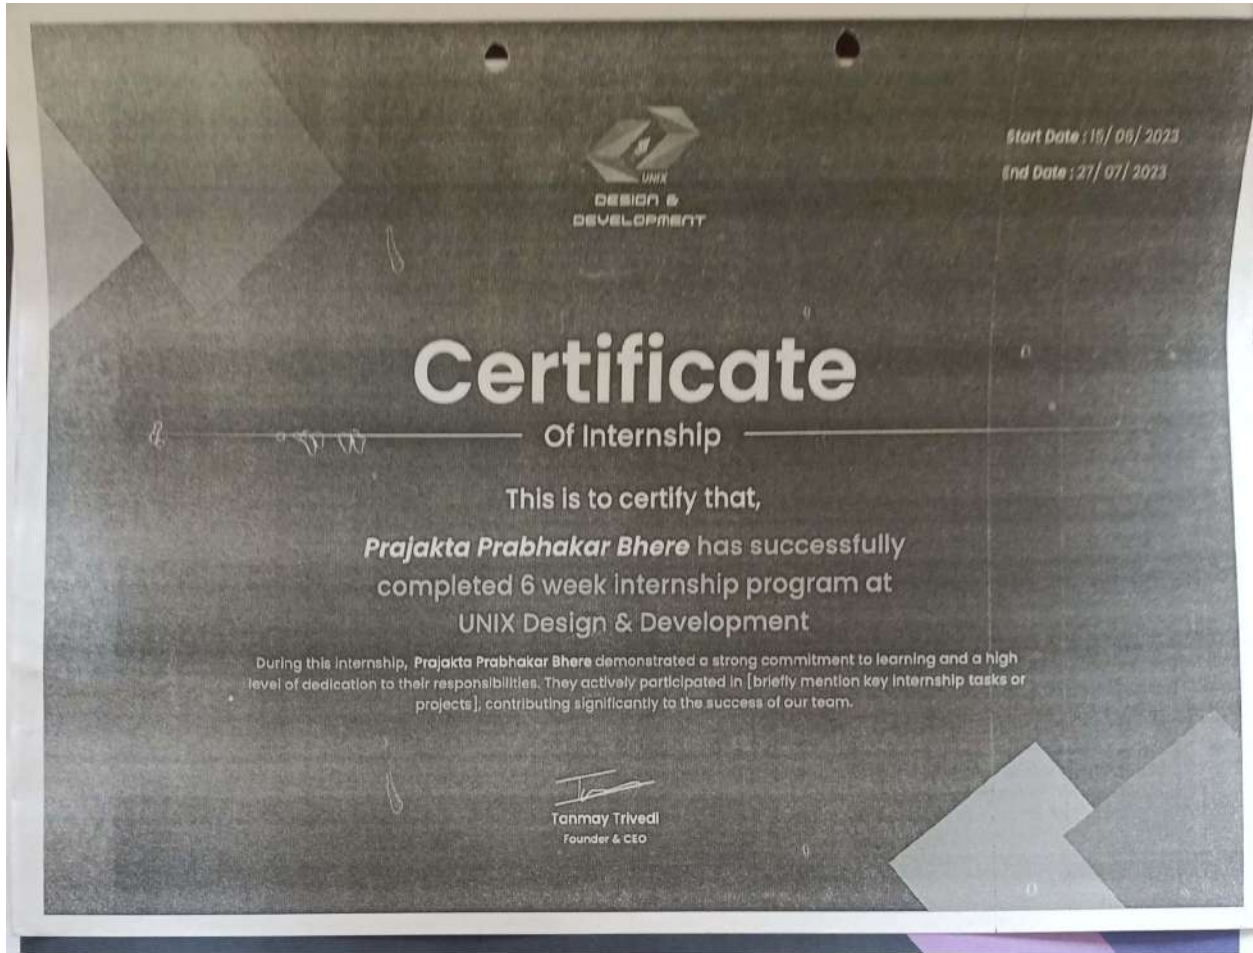 UNIX
DESIGN &
DEVELOPMENT
Start Date : 15/ 06/ 2023
End Date : 27/ 07/ 2023
Certificate
Of Internship
This is to certify that,
Prajakta Prabhakar Bhere has successfully
completed 6 week internship program at
UNIX Design & Development
During this internship, Prajakta Prabhakar Bhere demonstrated a strong commitment to learning and a high
level of dedication to their responsibilities. They actively participated in [briefly mention key internship tasks or
projects], contributing significantly to the success of our team.
Tanmay Trivedi
Founder & CEO